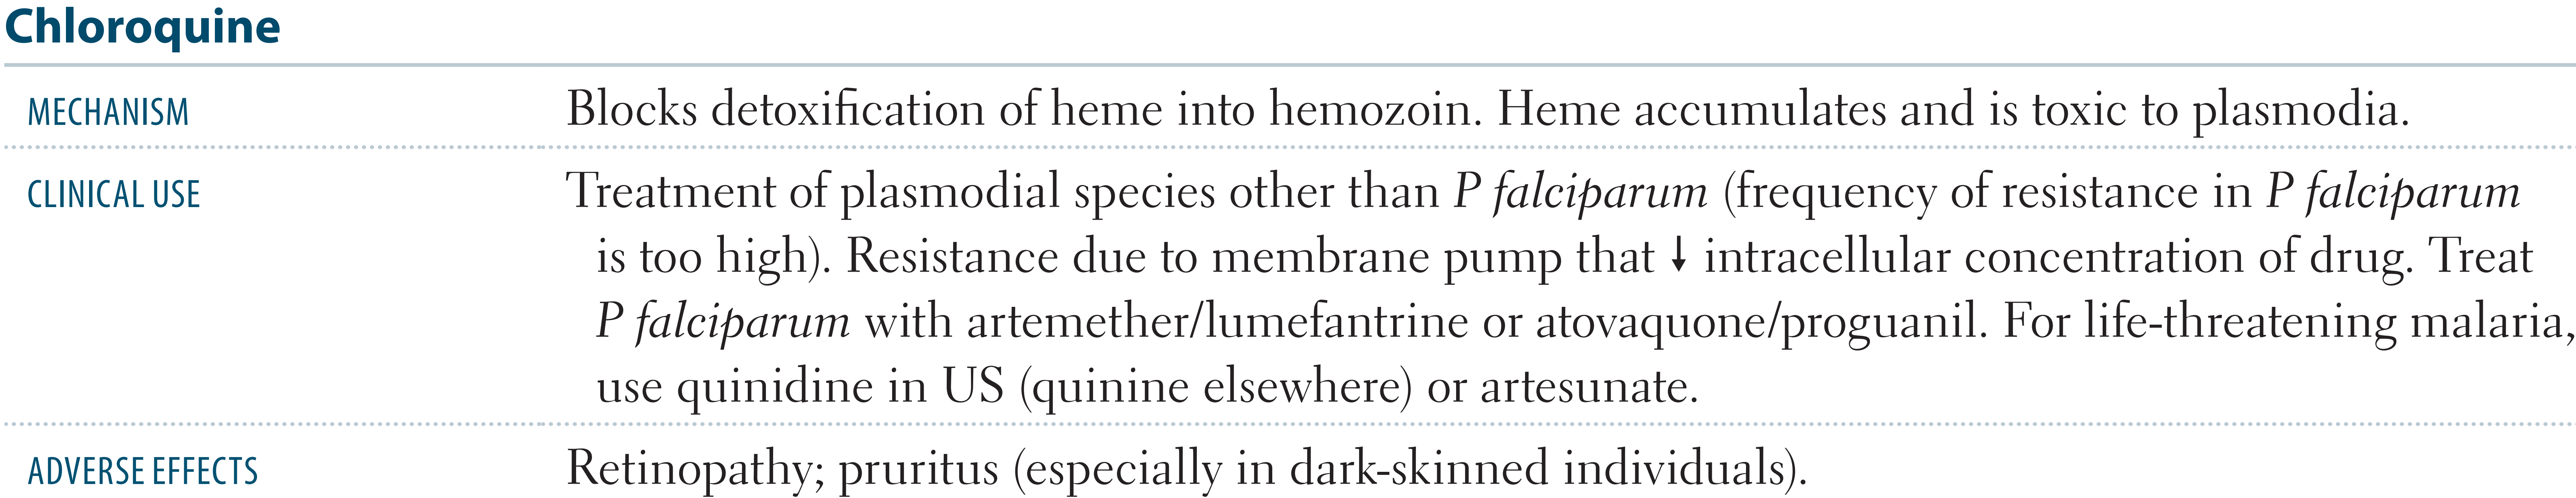 Chloroquine
MECHANISM Blocks detoxification of heme into hemozoin. Heme accumulates and is toxic to plasmodia.
CLINICAL USE Treatment of plasmodial species other than P falciparum (frequency of resistance in P falciparum
is too high). Resistance due to membrane pump that ↓ intracellular concentration of drug. Treat
P falciparum with artemether/lumefantrine or atovaquone/proguanil. For life-threatening malaria,
use quinidine in US (quinine elsewhere) or artesunate.
ADVERSE EFFECTS Retinopathy; pruritus (especially in dark-skinned individuals).